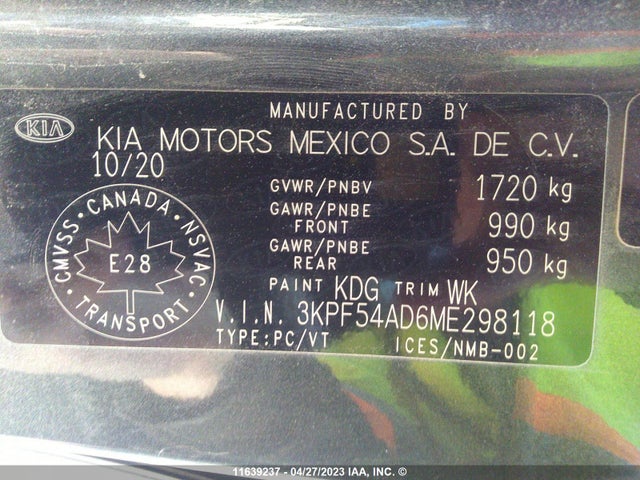 MANUFACTURED BY
KIA
KIA MOTORS MEXICO S.A. DE C.V.
10/20
GVWR/PNBV 1720 kg
GAWR/PNBE FRONT 990 kg
GAWR/PNBE REAR 950 kg
CMVSS · CANADA · NSVAC · TRANSPORT ·
E28
PAINT KDG TRIM WK
V.I.N. 3KPF54AD6ME298118
TYPE:PC/VT ICES/NMB-002
11639237 - 04/27/2023 IAA, INC. ©